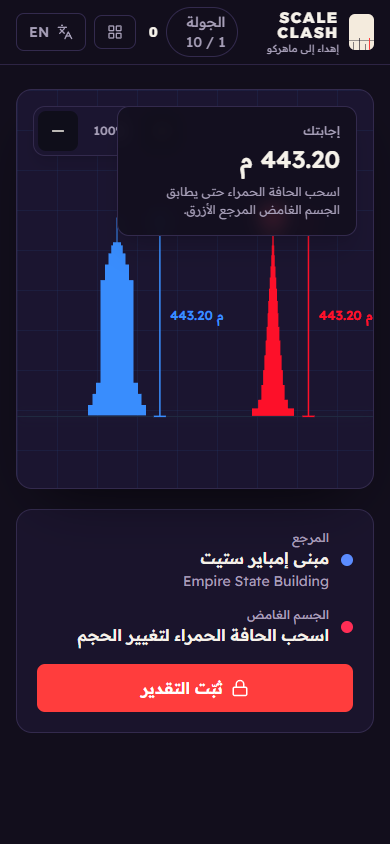 SCALE
CLASH
إهداء إلى ماهركو
الجولة
1 / 10
0
EN
100%
إجابتك
443.20 م
اسحب الحافة الحمراء حتى يطابق
الجسم الغامض المرجع الأزرق.
443.20 م
443.20 م
المرجع
مبنى إمباير ستيت
Empire State Building
الجسم الغامض
اسحب الحافة الحمراء لتغيير الحجم
ثبّت التقدير